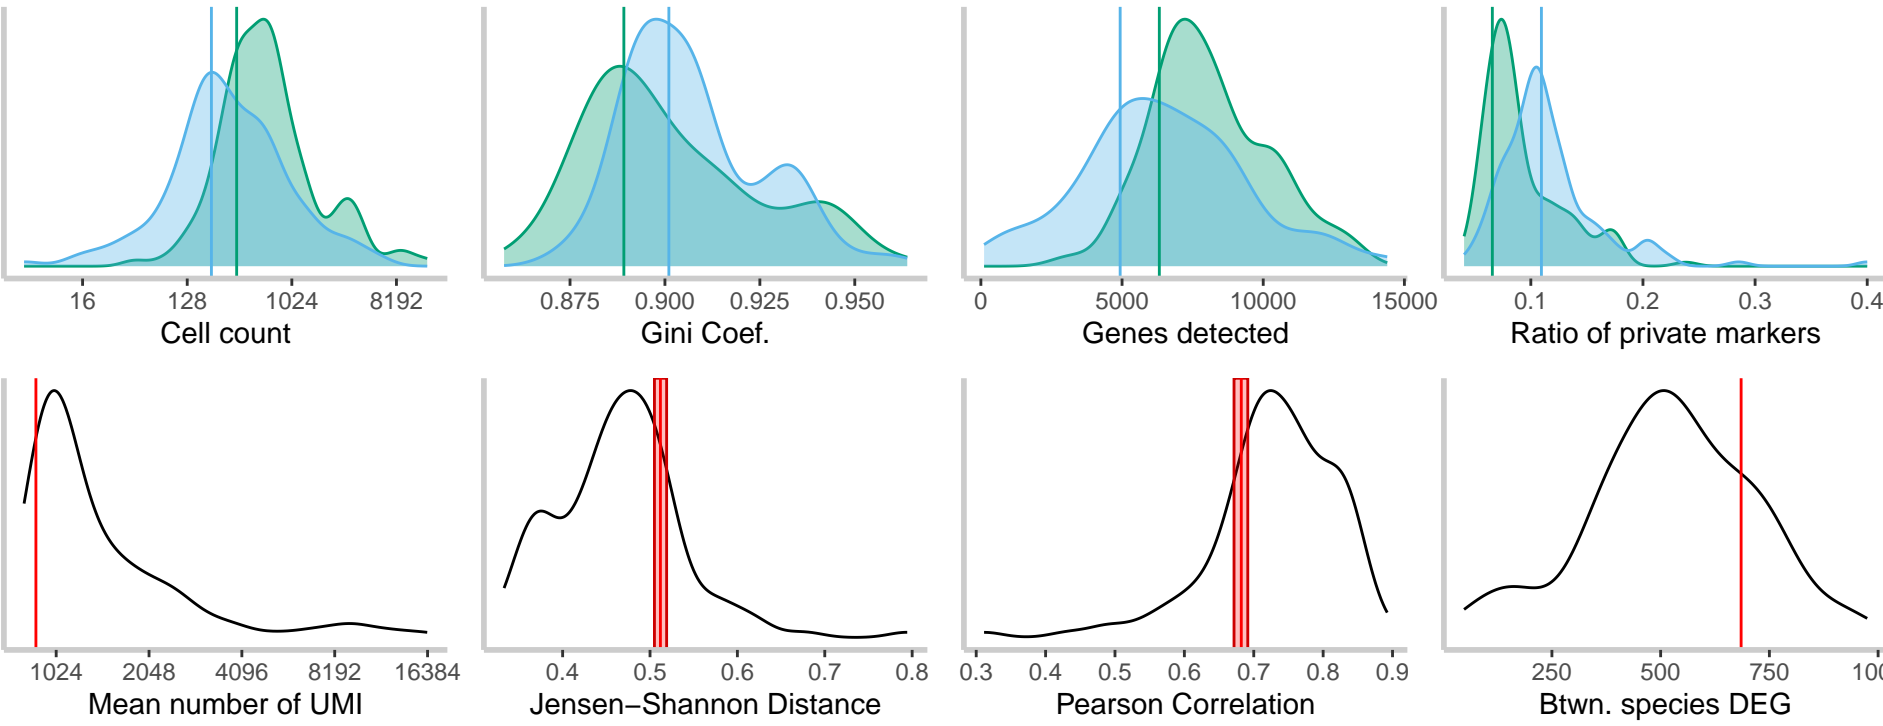 16 128 1024 8192
Cell count
0.875 0.900 0.925 0.950
Gini Coef.
0 5000 10000 15000
Genes detected
0.1 0.2 0.3 0.4
Ratio of private markers
1024 2048 4096 8192 16384
Mean number of UMI
0.4 0.5 0.6 0.7 0.8
Jensen−Shannon Distance
0.3 0.4 0.5 0.6 0.7 0.8 0.9
Pearson Correlation
250 500 750
Btwn. species DEG